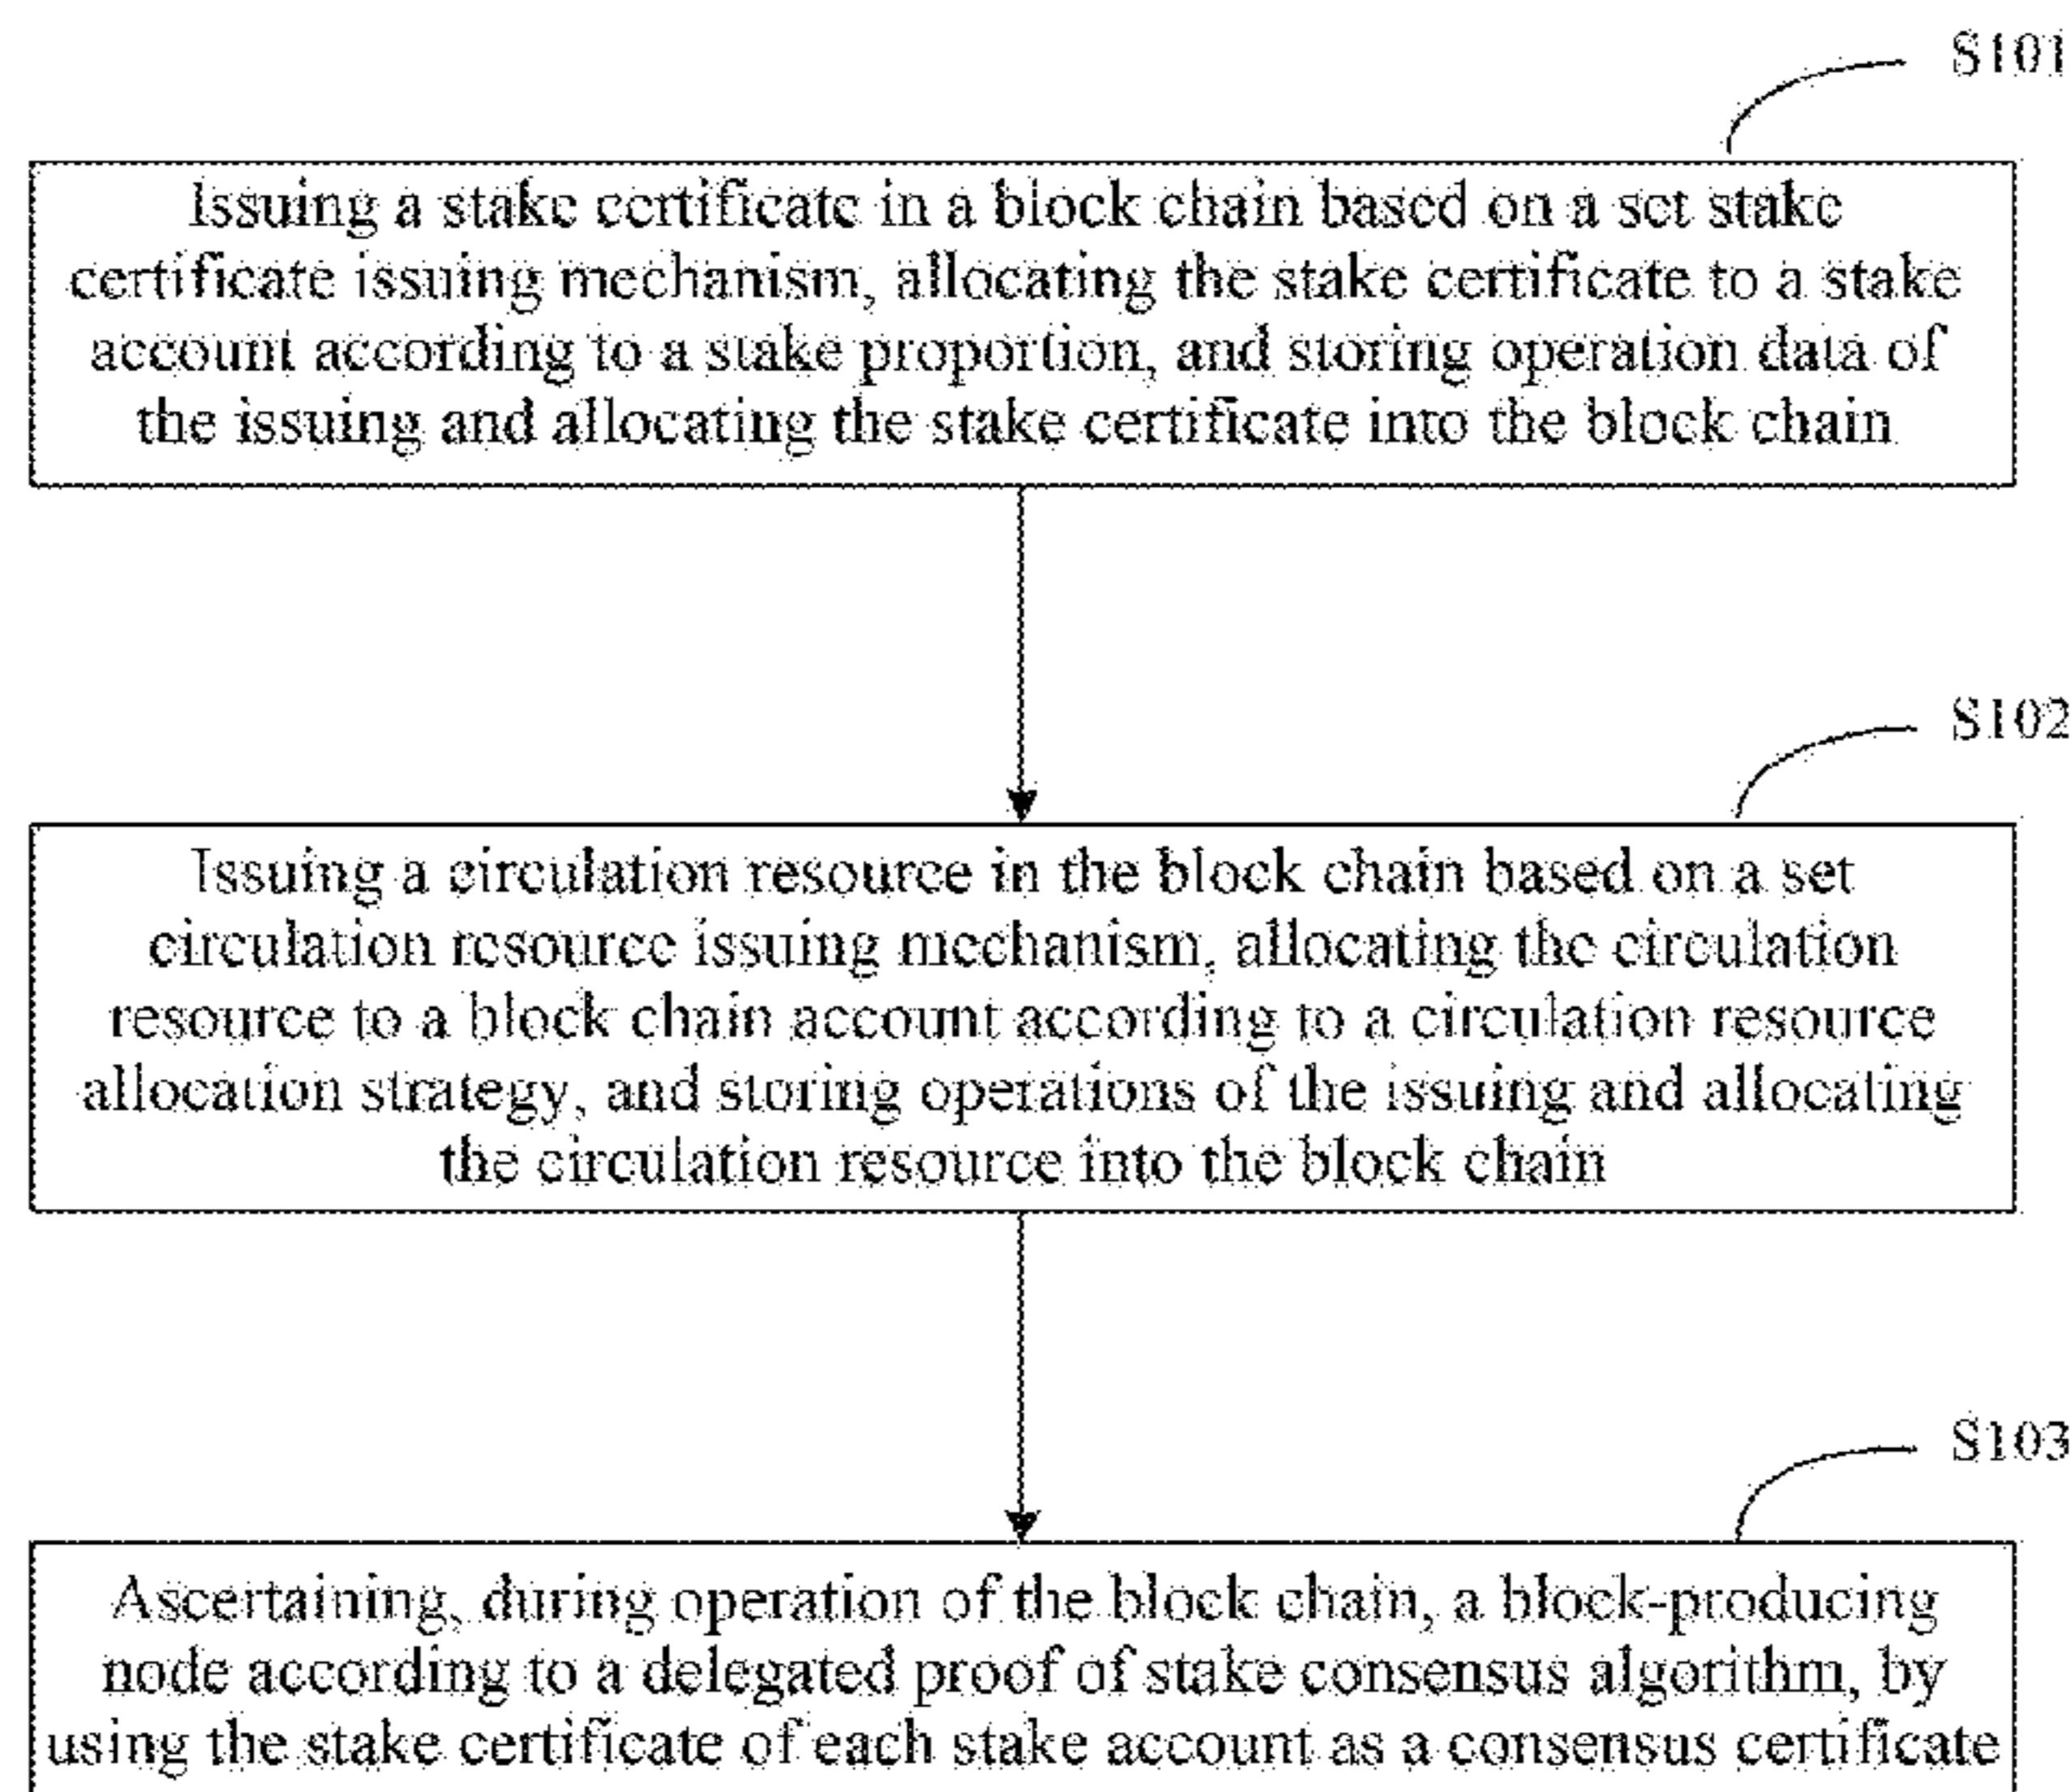 S101
Issuing a stake certificate in a block chain based on a set stake
certificate issuing mechanism, allocating the stake certificate to a stake
account according to a stake proportion, and storing operation data of
the issuing and allocating the stake certificate into the block chain
S102
Issuing a circulation resource in the block chain based on a set
circulation resource issuing mechanism, allocating the circulation
resource to a block chain account according to a circulation resource
allocation strategy, and storing operations of the issuing and allocating
the circulation resource into the block chain
S103
Ascertaining, during operation of the block chain, a block-producing
node according to a delegated proof of stake consensus algorithm, by
using the stake certificate of each stake account as a consensus certificate